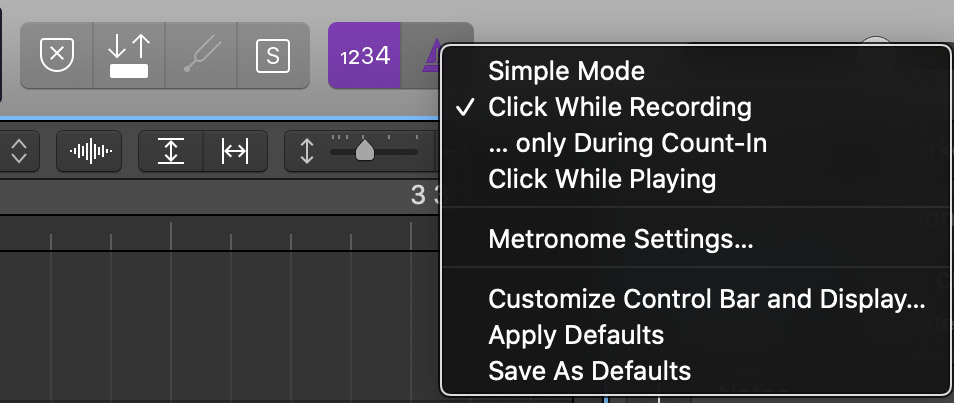 S
1234
Simple Mode
✓ Click While Recording
... only During Count-In
Click While Playing
3 3
Metronome Settings...
Customize Control Bar and Display...
Apply Defaults
Save As Defaults